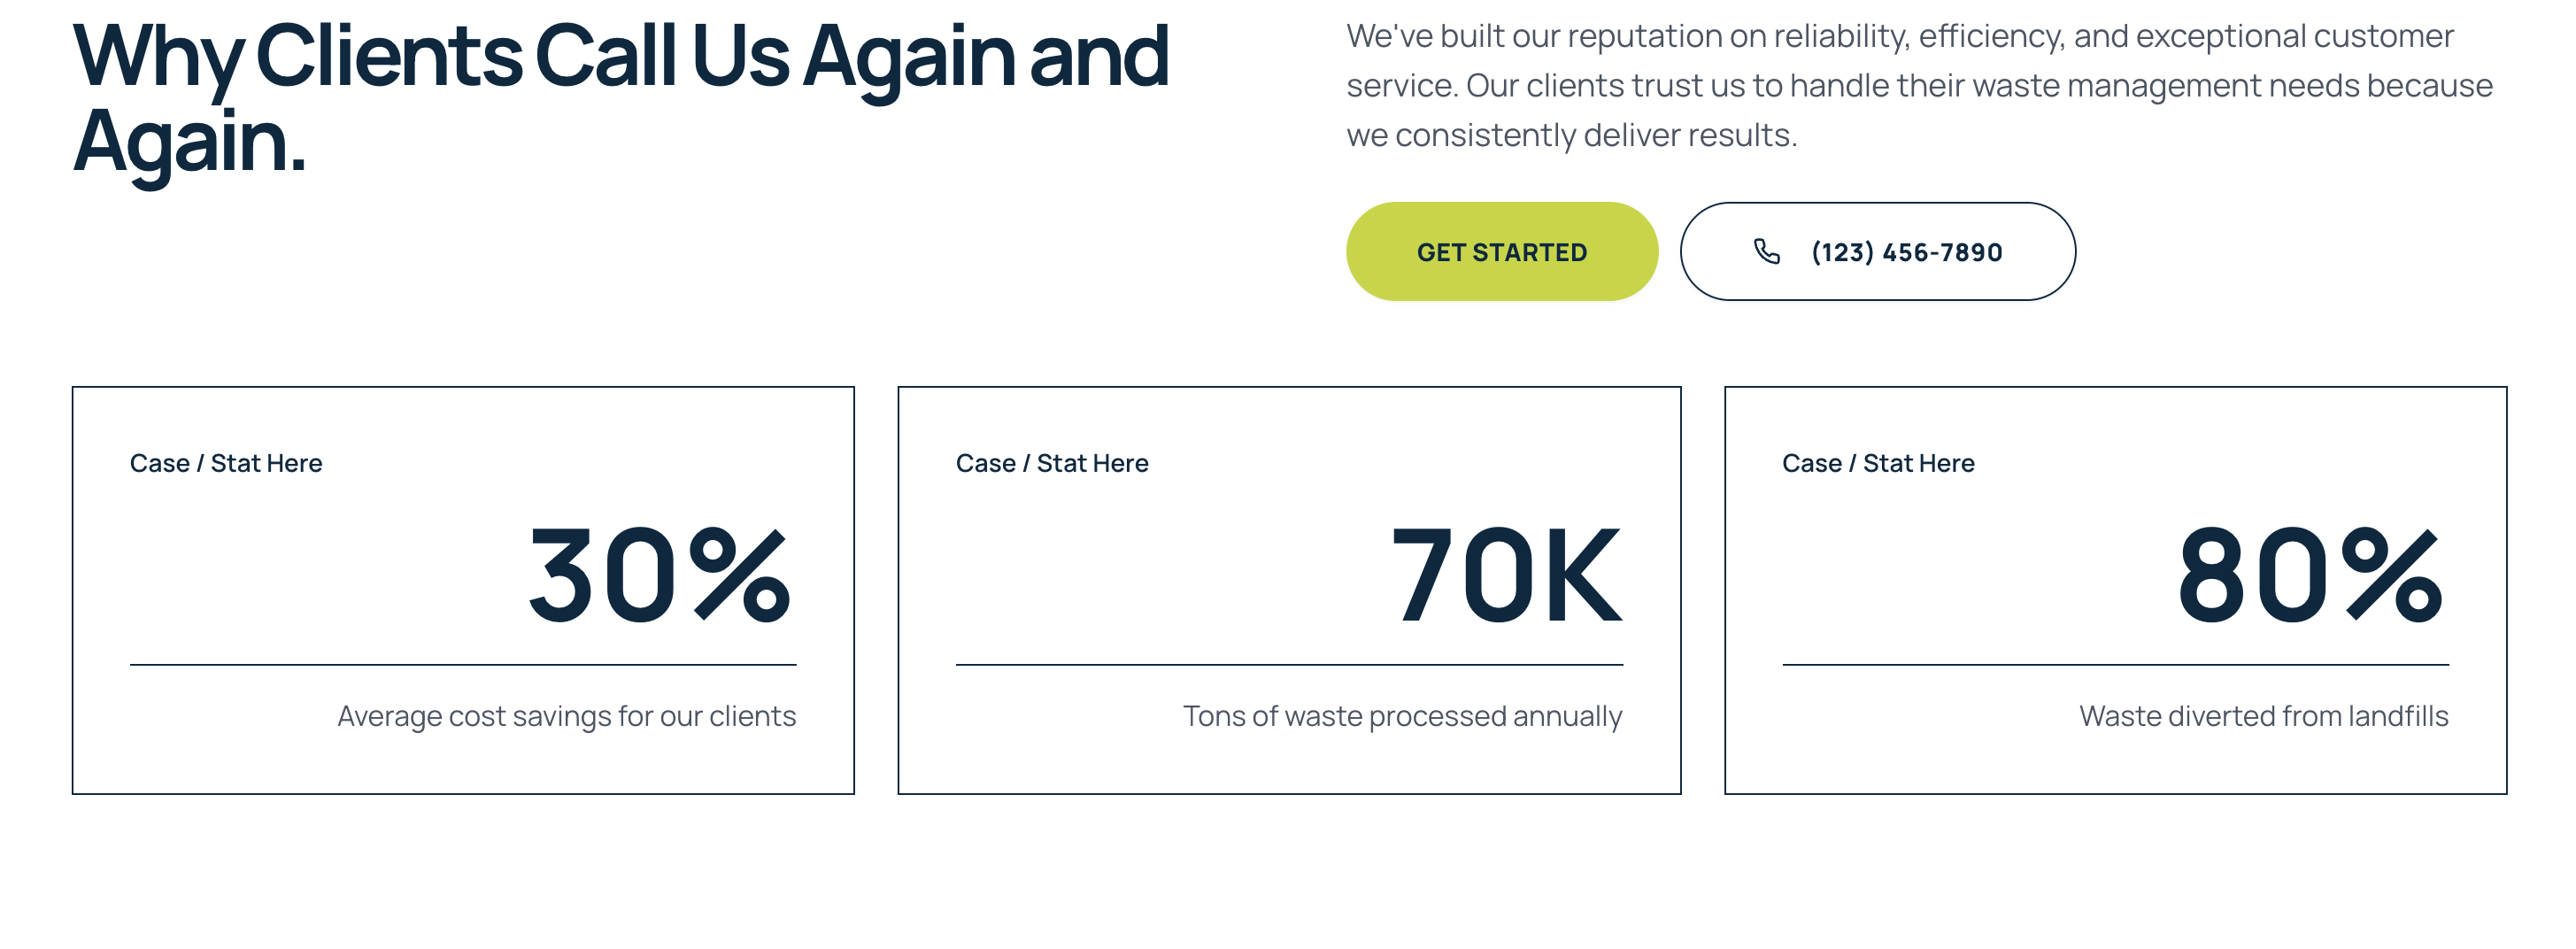 Why Clients Call Us Again and
Again.
We've built our reputation on reliability, efficiency, and exceptional customer
service. Our clients trust us to handle their waste management needs because
we consistently deliver results.
GET STARTED
(123) 456-7890
Case / Stat Here
30%
Average cost savings for our clients
Case / Stat Here
70K
Tons of waste processed annually
Case / Stat Here
80%
Waste diverted from landfills